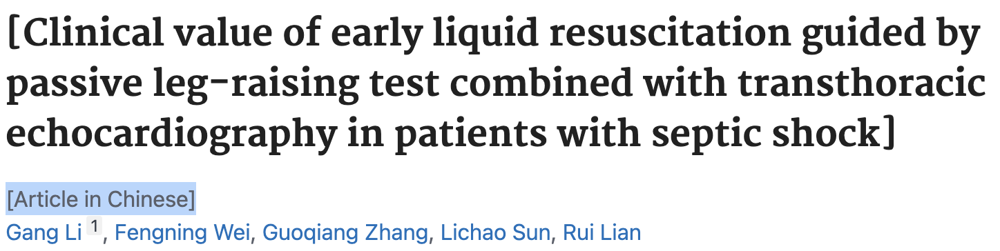 [Clinical value of early liquid resuscitation guided by
passive leg-raising test combined with transthoracic
echocardiography in patients with septic shock]
[Article in Chinese]
Gang Li 1, Fengning Wei, Guoqiang Zhang, Lichao Sun, Rui Lian